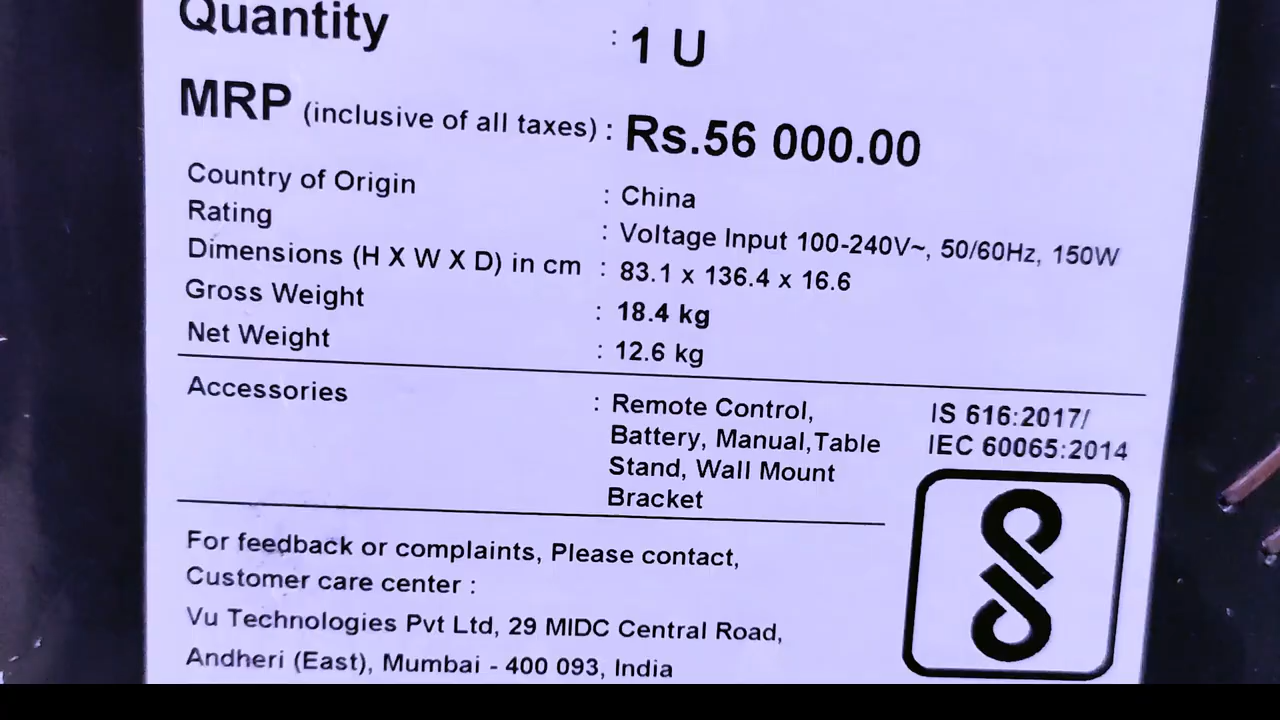 Quantity : 1 U
MRP (inclusive of all taxes) : Rs.56 000.00
Country of Origin : China
Rating : Voltage Input 100-240V~, 50/60Hz, 150W
Dimensions (H X W X D) in cm : 83.1 x 136.4 x 16.6
Gross Weight : 18.4 kg
Net Weight : 12.6 kg
Accessories : Remote Control,
Battery, Manual,Table
Stand, Wall Mount
Bracket
IS 616:2017/
IEC 60065:2014
For feedback or complaints, Please contact,
Customer care center :
Vu Technologies Pvt Ltd, 29 MIDC Central Road,
Andheri (East), Mumbai - 400 093, India